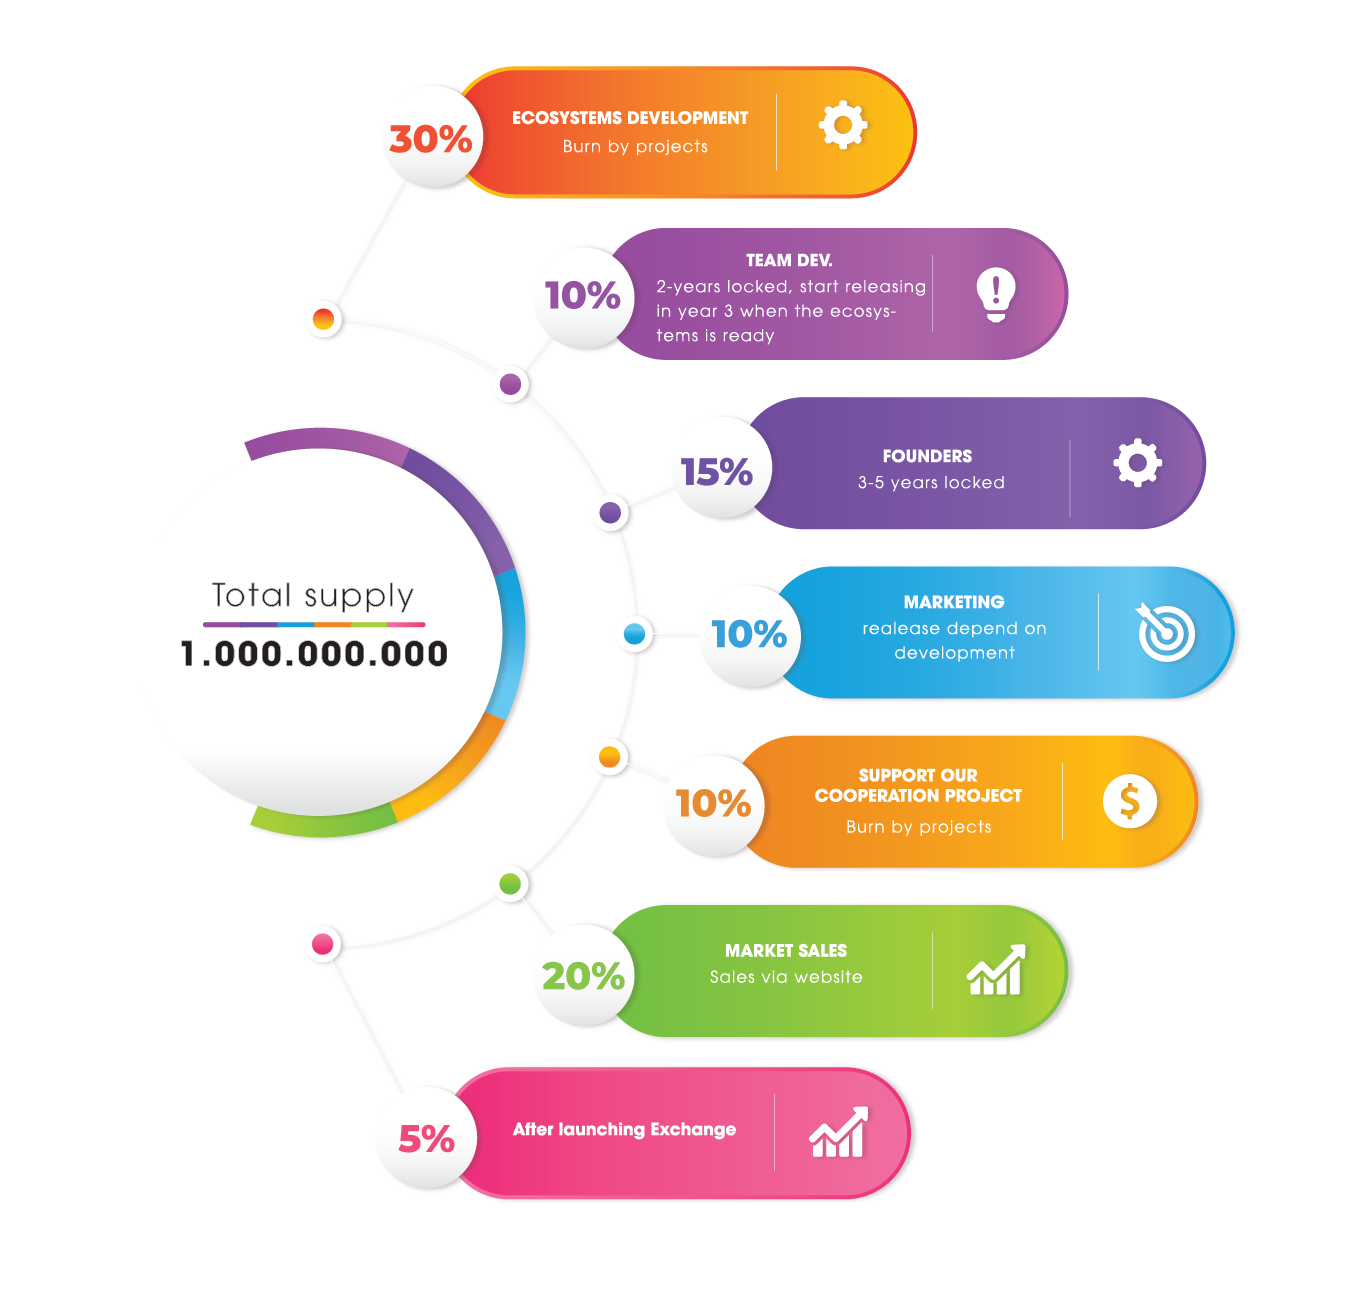 30%
ECOSYSTEMS DEVELOPMENT
Burn by projects
10%
TEAM DEV.
2-years locked, start releasing
in year 3 when the ecosys-
tems is ready
15%
FOUNDERS
3-5 years locked
Total supply
1.000.000.000
10%
MARKETING
realease depend on
development
10%
SUPPORT OUR
COOPERATION PROJECT
Burn by projects
$
20%
MARKET SALES
Sales via website
5%
After launching Exchange